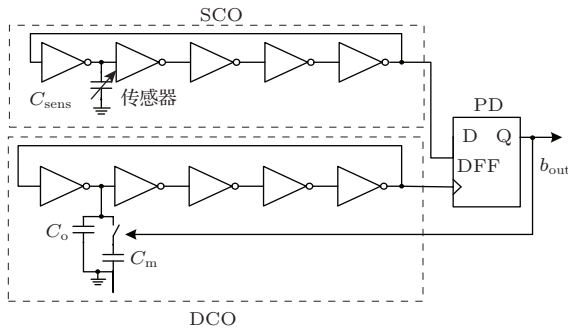 SCO
C_sens
传感器
PD
D Q
DFF
b_out
C_o
C_m
DCO